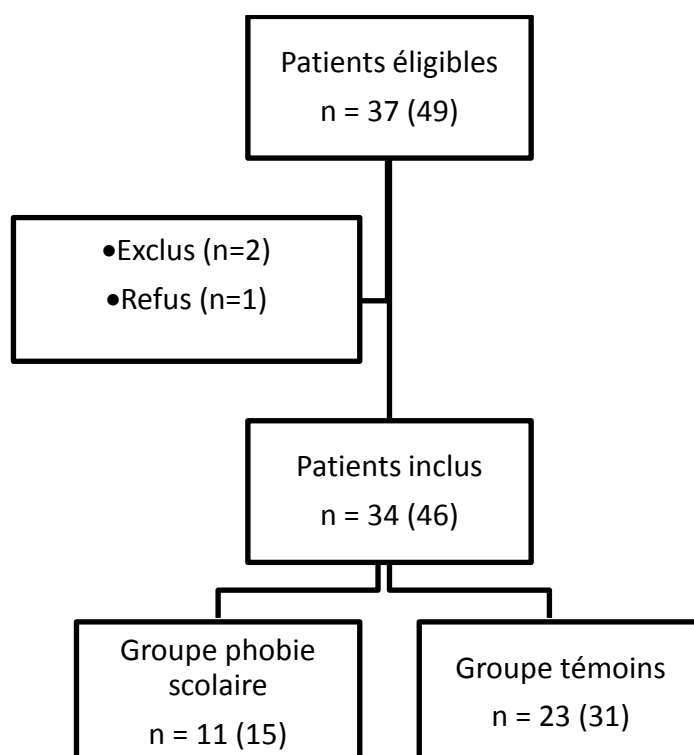 Patients éligibles
n = 37 (49)
•Exclus (n=2)
•Refus (n=1)
Patients inclus
n = 34 (46)
Groupe phobie
scolaire
n = 11 (15)
Groupe témoins
n = 23 (31)